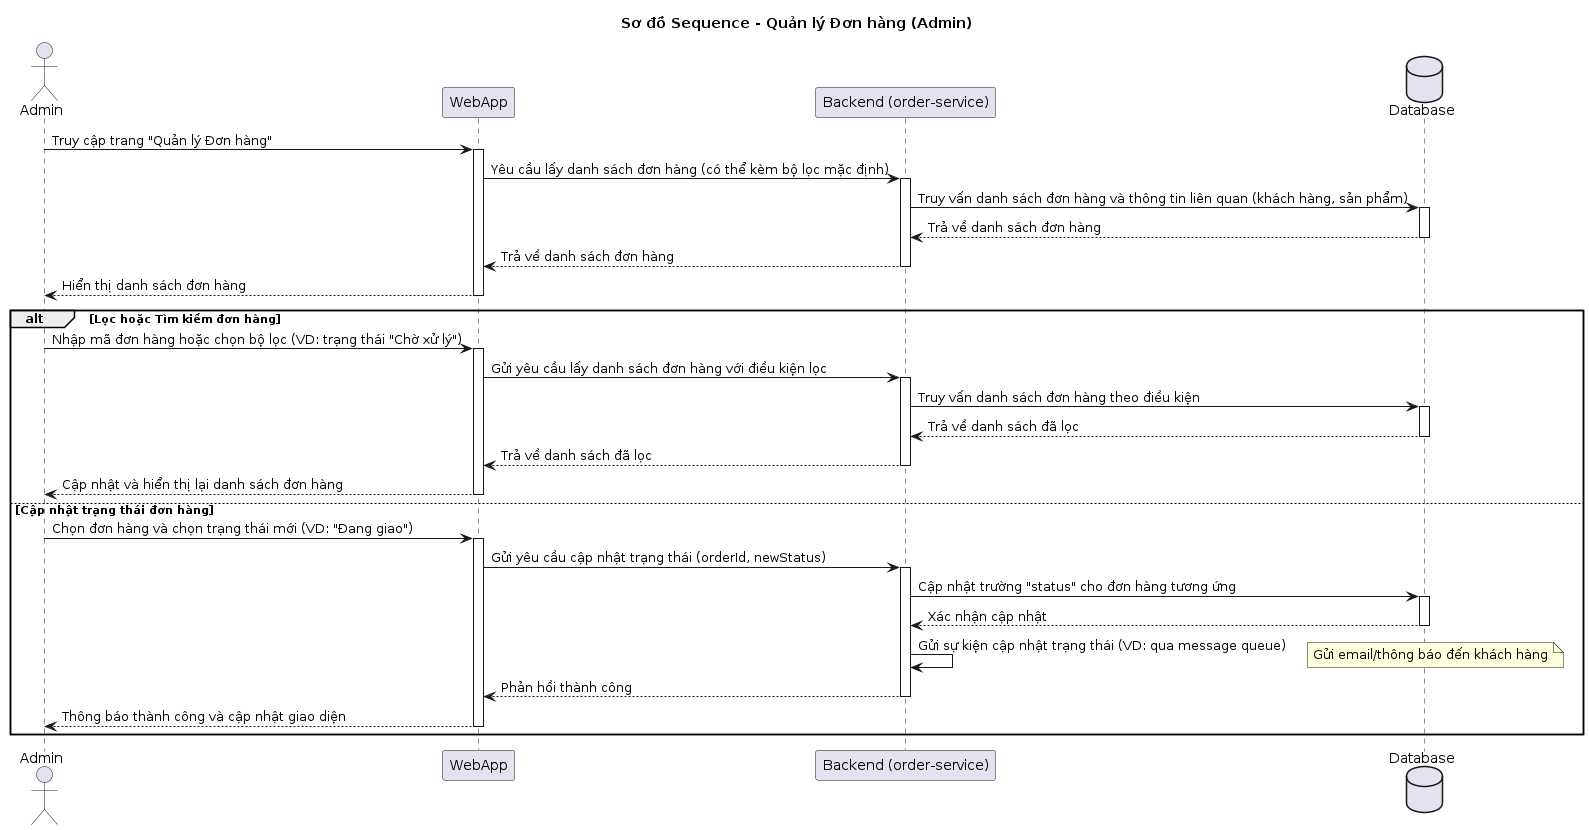 Sơ đồ Sequence - Quản lý Đơn hàng (Admin)
Admin
WebApp
Backend (order-service)
Database
Truy cập trang "Quản lý Đơn hàng"
Yêu cầu lấy danh sách đơn hàng (có thể kèm bộ lọc mặc định)
Truy vấn danh sách đơn hàng và thông tin liên quan (khách hàng, sản phẩm)
Trả về danh sách đơn hàng
Trả về danh sách đơn hàng
Hiển thị danh sách đơn hàng
alt
[Lọc hoặc Tìm kiếm đơn hàng]
Nhập mã đơn hàng hoặc chọn bộ lọc (VD: trạng thái "Chờ xử lý")
Gửi yêu cầu lấy danh sách đơn hàng với điều kiện lọc
Truy vấn danh sách đơn hàng theo điều kiện
Trả về danh sách đã lọc
Trả về danh sách đã lọc
Cập nhật và hiển thị lại danh sách đơn hàng
[Cập nhật trạng thái đơn hàng]
Chọn đơn hàng và chọn trạng thái mới (VD: "Đang giao")
Gửi yêu cầu cập nhật trạng thái (orderId, newStatus)
Cập nhật trường "status" cho đơn hàng tương ứng
Xác nhận cập nhật
Gửi sự kiện cập nhật trạng thái (VD: qua message queue)
Gửi email/thông báo đến khách hàng
Phản hồi thành công
Thông báo thành công và cập nhật giao diện
Admin
WebApp
Backend (order-service)
Database